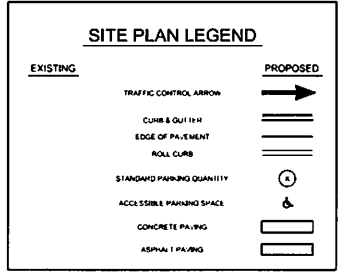 SITE PLAN LEGEND
EXISTING PROPOSED
TRAFFIC CONTROL ARROW
CURB & GUTTER
EDGE OF PAVEMENT
ROLL CURB
STANDARD PARKING QUANTITY
ACCESSIBLE PARKING SPACE
CONCRETE PAVING
ASPHALT PAVING